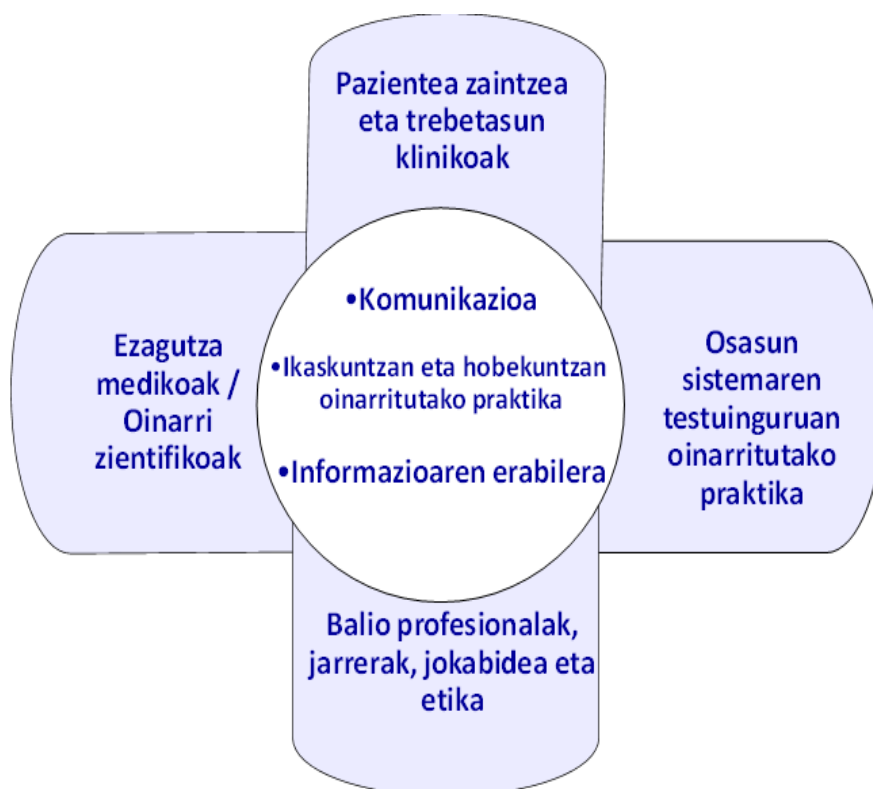 Pazientea zaintzea
eta trebetasun
klinikoak
Ezagutza
medikoak /
Oinarri
zientifikoak
•Komunikazioa
•Ikaskuntzan eta hobekuntzan
oinarritutako praktika
•Informazioaren erabilera
Osasun
sistemaren
testuinguruan
oinarritutako
praktika
Balio profesionalak,
jarrerak, jokabidea eta
etika